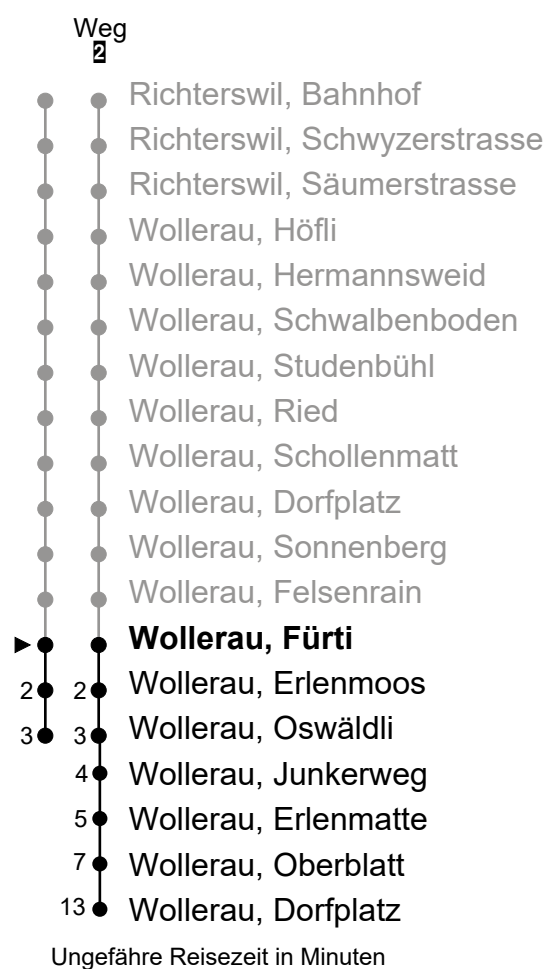 Weg
2
Richterswil, Bahnhof
Richterswil, Schwyzerstrasse
Richterswil, Säumerstrasse
Wollerau, Höfli
Wollerau, Hermannsweid
Wollerau, Schwalbenboden
Wollerau, Studenbühl
Wollerau, Ried
Wollerau, Schollenmatt
Wollerau, Dorfplatz
Wollerau, Sonnenberg
Wollerau, Felsenrain
Wollerau, Fürti
2 2 Wollerau, Erlenmoos
3 3 Wollerau, Oswäldli
4 Wollerau, Junkerweg
5 Wollerau, Erlenmatte
7 Wollerau, Oberblatt
13 Wollerau, Dorfplatz
Ungefähre Reisezeit in Minuten